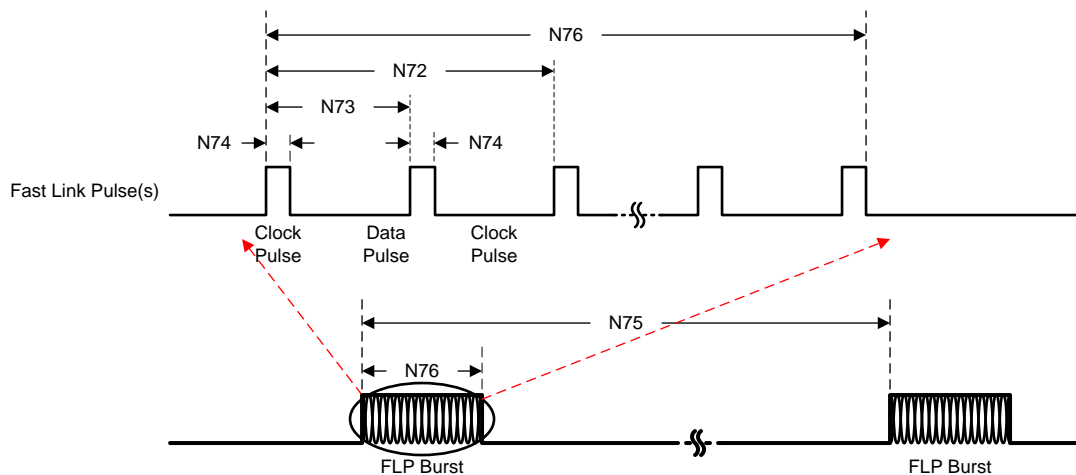 N76
N72
N73
N74
N74
Fast Link Pulse(s)
Clock
Pulse
Data
Pulse
Clock
Pulse
N75
N76
FLP Burst
FLP Burst